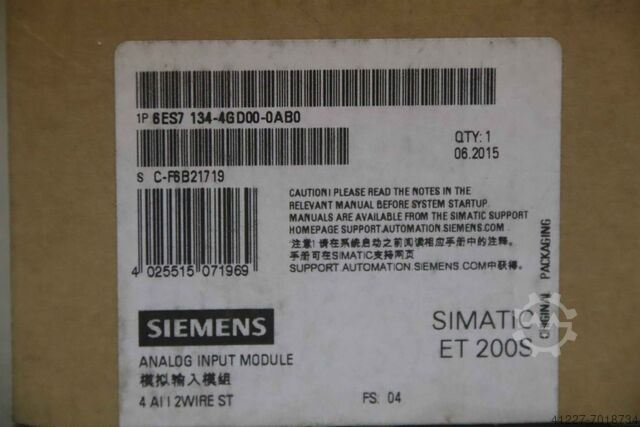 1P 6ES7 134-4GD00-0AB0
QTY: 1
06.2015
S C-F6B21719
CAUTION! PLEASE READ THE NOTES IN THE
RELEVANT MANUAL BEFORE SYSTEM STARTUP.
MANUALS ARE AVAILABLE FROM THE SIMATIC SUPPORT
HOMEPAGE SUPPORT.AUTOMATION.SIEMENS.COM.
注意! 请在系统启动之前阅读相应手册中的注释。
手册可在SIMATIC支持网页
SUPPORT.AUTOMATION.SIEMENS.COM中获得。
4 025515 071969
ORIGINAL PACKAGING
SIEMENS
SIMATIC
ET 200S
ANALOG INPUT MODULE
模拟输入模组
4 AI I 2WIRE ST
FS: 04
41227-7018734